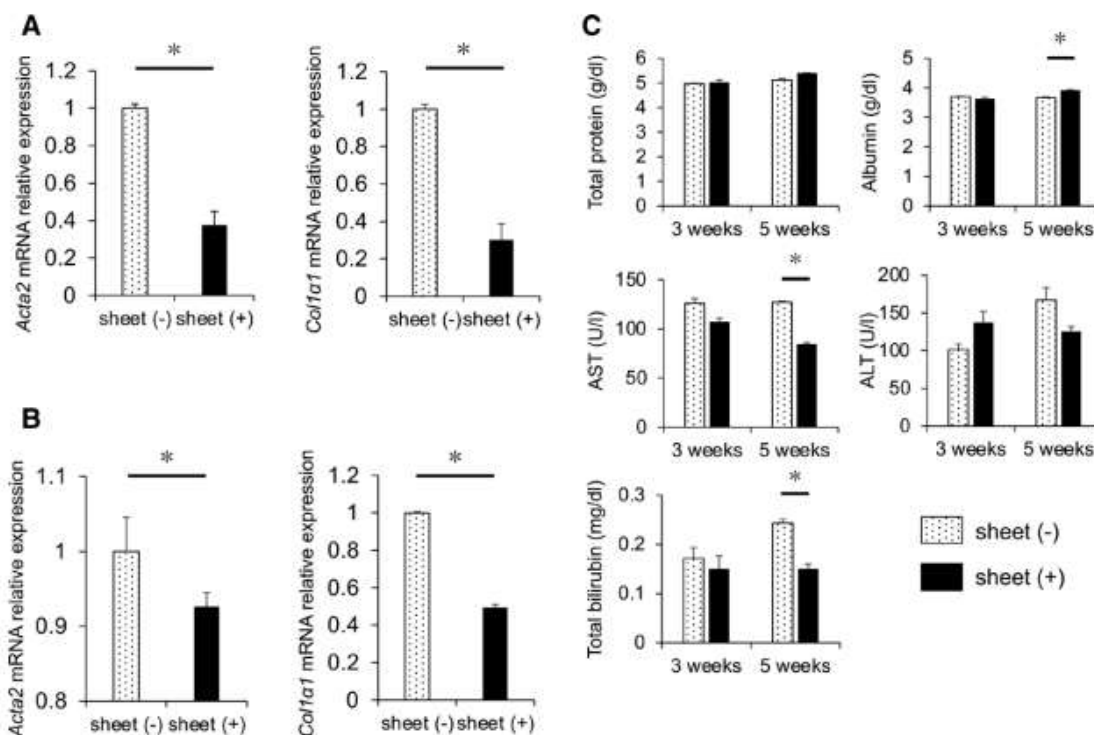 A
*
1.2
1
0.8
0.6
0.4
0.2
0
Acta2 mRNA relative expression
sheet (-) sheet (+)
*
1.2
1
0.8
0.6
0.4
0.2
0
Col1α1 mRNA relative expression
sheet (-) sheet (+)
B
*
1.1
1
0.9
0.8
Acta2 mRNA relative expression
sheet (-) sheet (+)
*
1.2
1
0.8
0.6
0.4
0.2
0
Col1α1 mRNA relative expression
sheet (-) sheet (+)
C
6
5
4
3
2
1
0
Total protein (g/dl)
3 weeks 5 weeks
*
6
5
4
3
2
1
0
Albumin (g/dl)
3 weeks 5 weeks
*
150
100
50
0
AST (U/l)
3 weeks 5 weeks
200
150
100
50
0
ALT (U/l)
3 weeks 5 weeks
*
0.3
0.2
0.1
0
Total bilirubin (mg/dl)
3 weeks 5 weeks
sheet (-)
sheet (+)